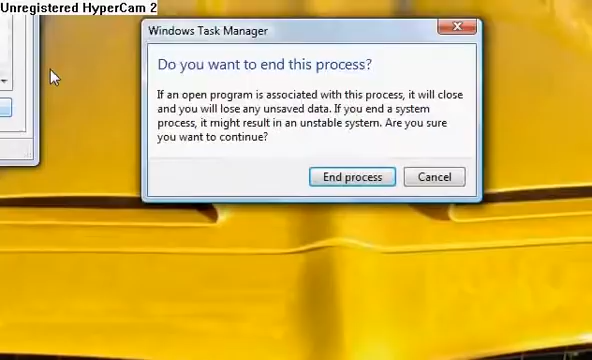 Unregistered HyperCam 2
Windows Task Manager
Do you want to end this process?
If an open program is associated with this process, it will close
and you will lose any unsaved data. If you end a system
process, it might result in an unstable system. Are you sure
you want to continue?
End process Cancel